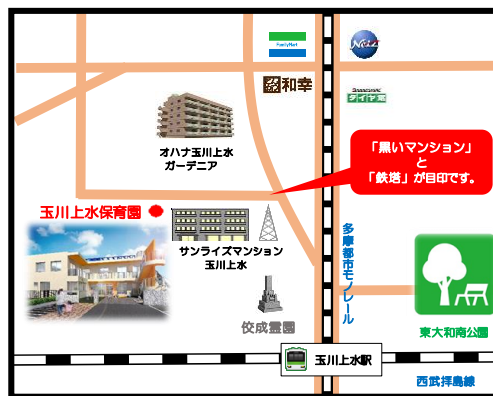 FamilyMart
和幸
オハナ玉川上水
ガーデニア
「黒いマンション」
と
「鉄塔」が目印です。
玉川上水保育園
サンライズマンション
玉川上水
多摩都市モノレール
佼成霊園
東大和南公園
玉川上水駅
西武拝島線